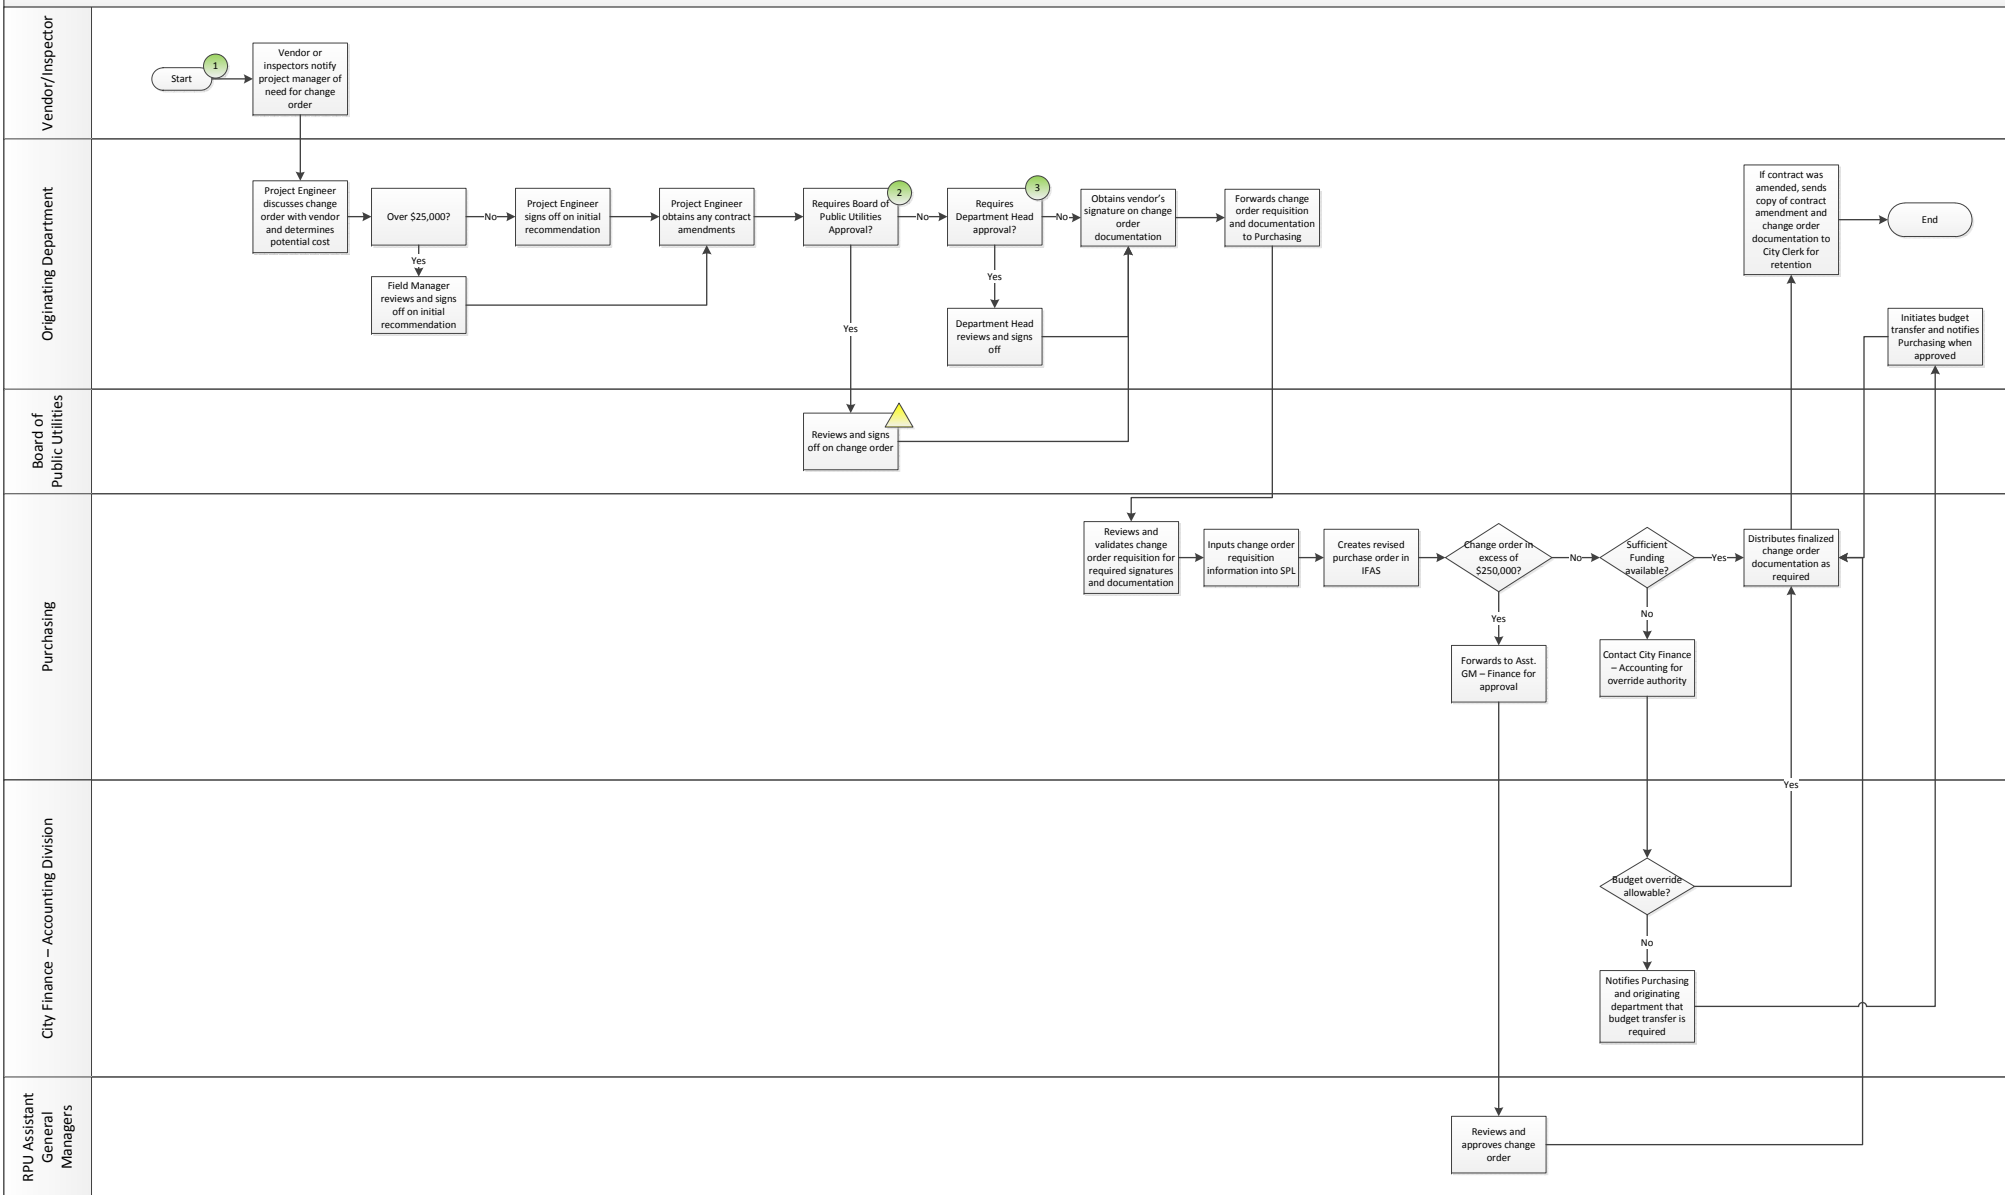 Vendor/Inspector
Start
1
Vendor or
inspectors notify
project manager of
need for change
order
Originating Department
Project Engineer
discusses change
order with vendor
and determines
potential cost
Over $25,000?
No
Yes
Field Manager
reviews and signs
off on initial
recommendation
Project Engineer
signs off on initial
recommendation
Project Engineer
obtains any contract
amendments
2
Requires Board of
Public Utilities
Approval?
No
Yes
3
Requires
Department Head
approval?
No
Yes
Department Head
reviews and signs
off
Obtains vendor's
signature on change
order
documentation
Forwards change
order requisition
and documentation
to Purchasing
If contract was
amended, sends
copy of contract
amendment and
change order
documentation to
City Clerk for
retention
End
Initiates budget
transfer and notifies
Purchasing when
approved
Board of
Public Utilities
Reviews and signs
off on change order
Purchasing
Reviews and
validates change
order requisition for
required signatures
and documentation
Inputs change order
requisition
information into SPL
Creates revised
purchase order in
IFAS
Change order in
excess of
$250,000?
No
Yes
Sufficient
Funding
available?
Yes
No
Distributes finalized
change order
documentation as
required
Forwards to Asst.
GM – Finance for
approval
Contact City Finance
– Accounting for
override authority
City Finance – Accounting Division
Yes
Budget override
allowable?
No
Notifies Purchasing
and originating
department that
budget transfer is
required
RPU Assistant
General
Managers
Reviews and
approves change
order